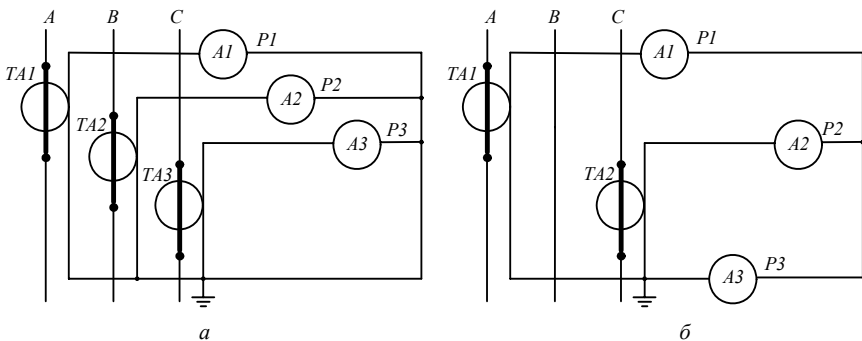 A B C
A1 P1
TA1
A2 P2
TA2
A3 P3
TA3
а
A B C
A1 P1
TA1
A2 P2
TA2
A3 P3
б